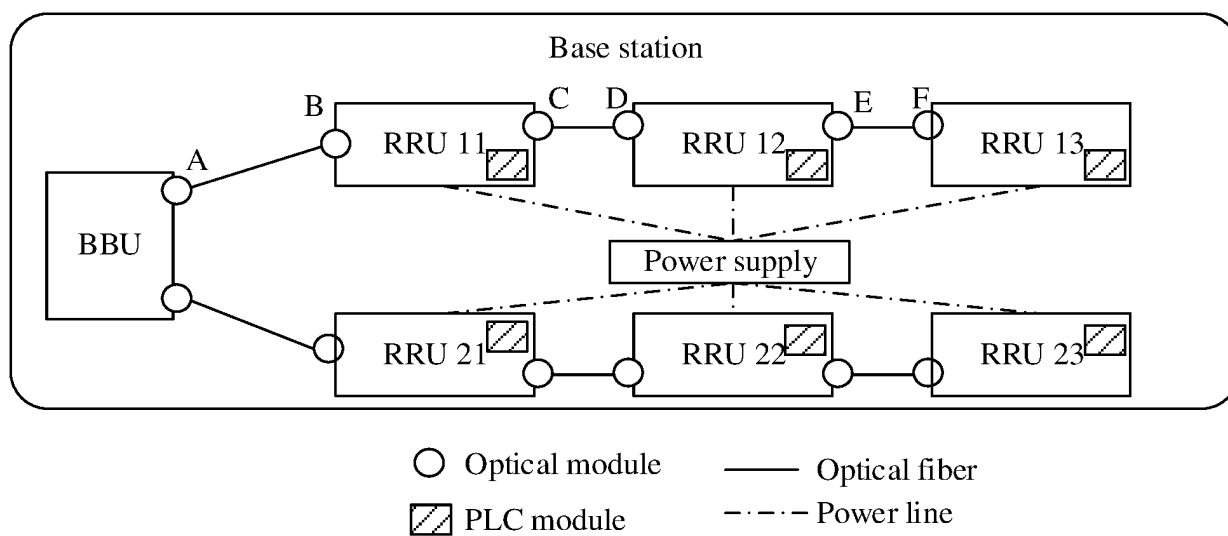 Base station
B
C
D
E
F
RRU 11
RRU 12
RRU 13
A
BBU
Power supply
RRU 21
RRU 22
RRU 23
Optical module
Optical fiber
PLC module
Power line